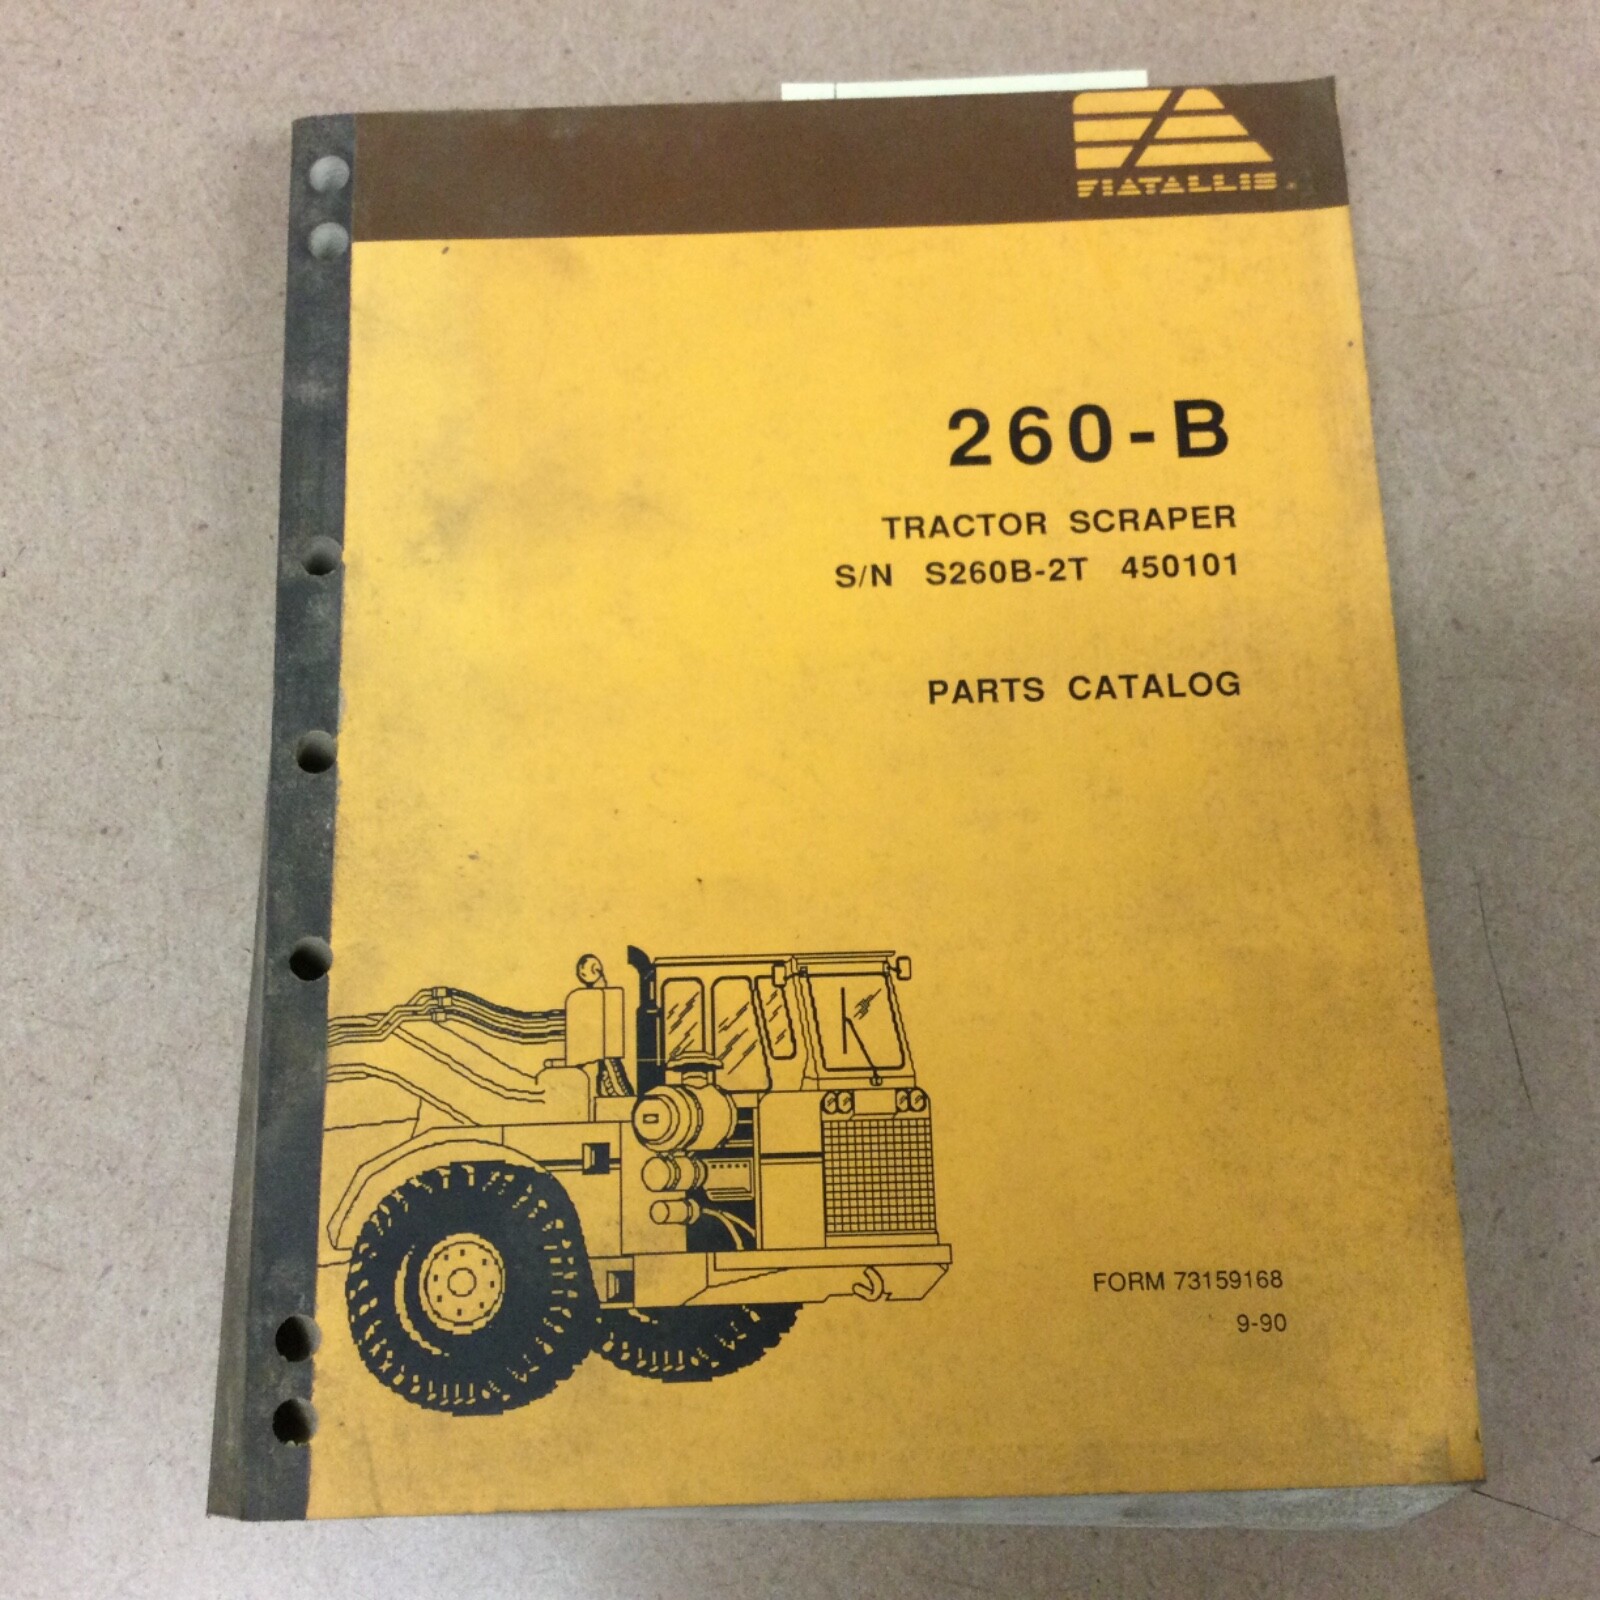 FIATALLIS
260-B
TRACTOR SCRAPER
S/N S260B-2T 450101
PARTS CATALOG
FORM 73159168
9-90